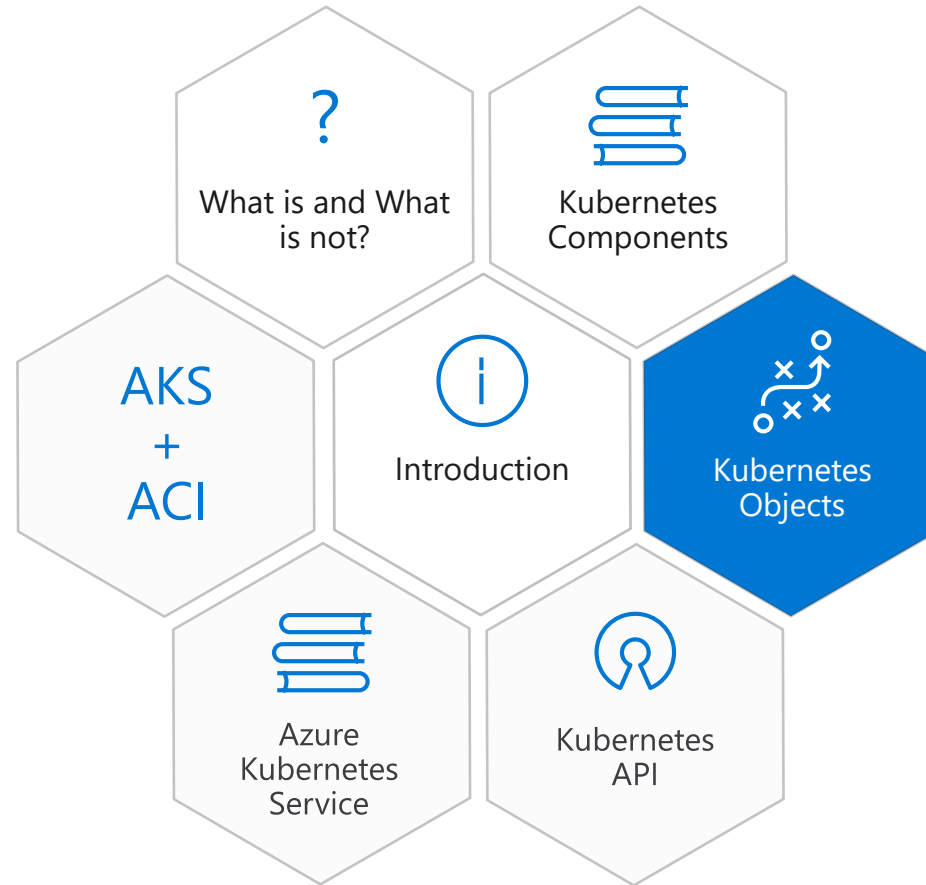 ?
What is and What
is not?
Kubernetes
Components
AKS
+
ACI
Introduction
Kubernetes
Objects
Azure
Kubernetes
Service
Kubernetes
API